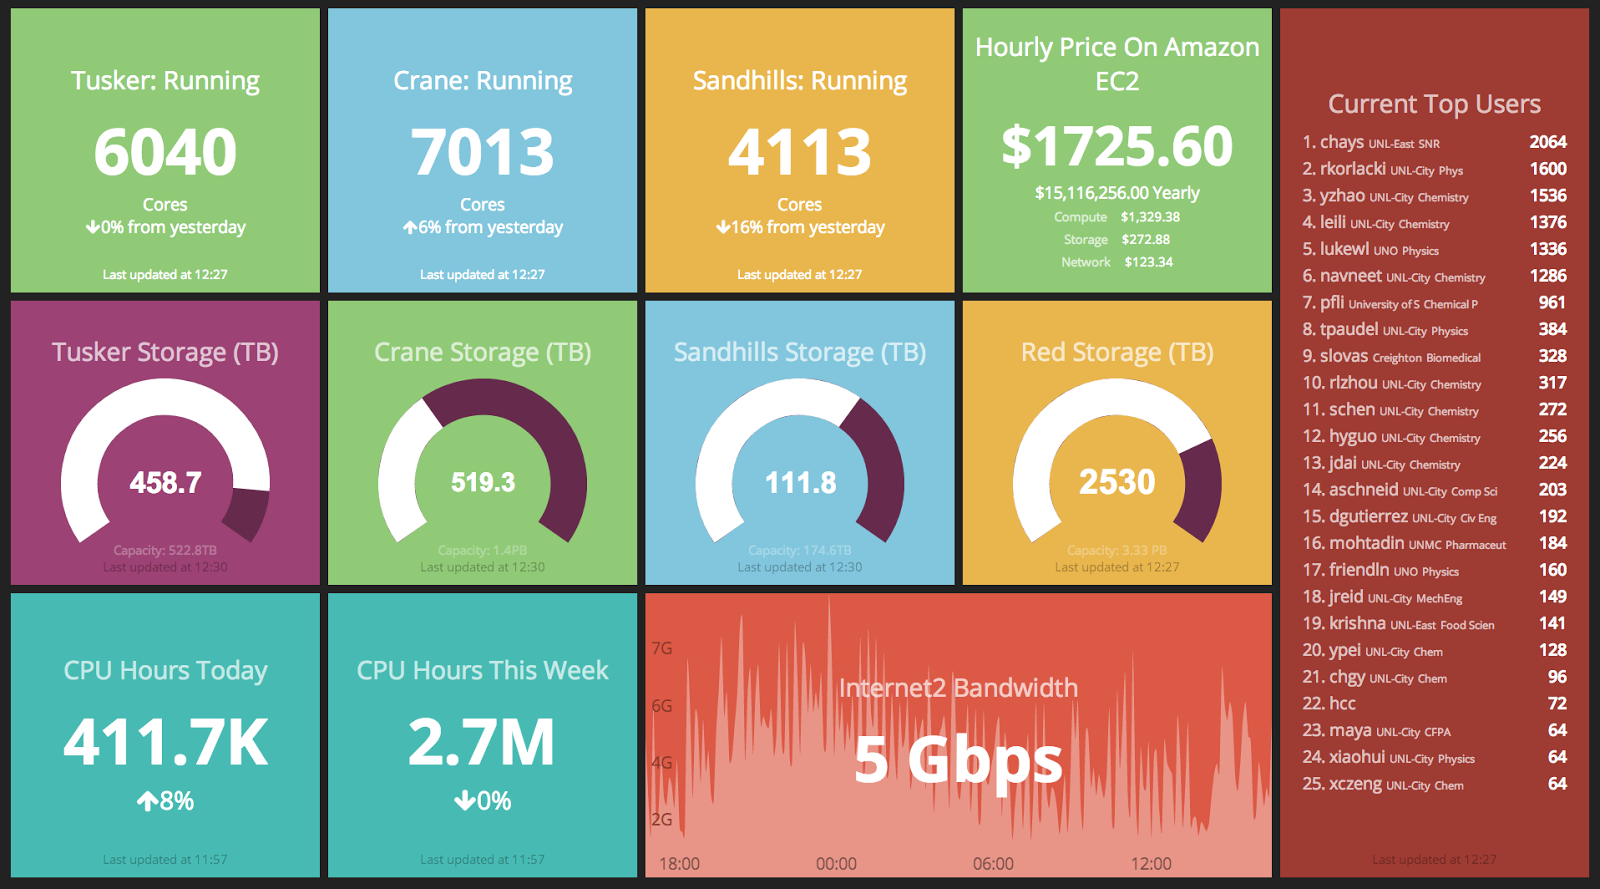 Tusker: Running
6040
Cores
↓0% from yesterday
Last updated at 12:27
Crane: Running
7013
Cores
↑6% from yesterday
Last updated at 12:27
Sandhills: Running
4113
Cores
↓16% from yesterday
Last updated at 12:27
Hourly Price On Amazon
EC2
$1725.60
$15,116,256.00 Yearly
Compute $1,329.38
Storage $272.88
Network $123.34
Tusker Storage (TB)
458.7
Capacity: 522.8TB
Last updated at 12:30
Crane Storage (TB)
519.3
Capacity: 1.4PB
Last updated at 12:30
Sandhills Storage (TB)
111.8
Capacity: 174.6TB
Last updated at 12:30
Red Storage (TB)
2530
Capacity: 3.33 PB
Last updated at 12:27
CPU Hours Today
411.7K
↑8%
Last updated at 11:57
CPU Hours This Week
2.7M
↓0%
Last updated at 11:57
Internet2 Bandwidth
5 Gbps
7G
6G
4G
2G
18:00 00:00 06:00 12:00
Current Top Users
1. chays UNL-East SNR 2064
2. rkorlacki UNL-City Phys 1600
3. yzhao UNL-City Chemistry 1536
4. leili UNL-City Chemistry 1376
5. lukewl UNO Physics 1336
6. navneet UNL-City Chemistry 1286
7. pfli University of S Chemical P 961
8. tpaudel UNL-City Physics 384
9. slovas Creighton Biomedical 328
10. rlzhou UNL-City Chemistry 317
11. schen UNL-City Chemistry 272
12. hyguo UNL-City Chemistry 256
13. jdai UNL-City Chemistry 224
14. aschneid UNL-City Comp Sci 203
15. dgutierrez UNL-City Civ Eng 192
16. mohtadin UNMC Pharmaceut 184
17. friendln UNO Physics 160
18. jreid UNL-City MechEng 149
19. krishna UNL-East Food Scien 141
20. ypei UNL-City Chem 128
21. chgy UNL-City Chem 96
22. hcc 72
23. maya UNL-City CFPA 64
24. xiaohui UNL-City Physics 64
25. xczeng UNL-City Chem 64
Last updated at 12:27